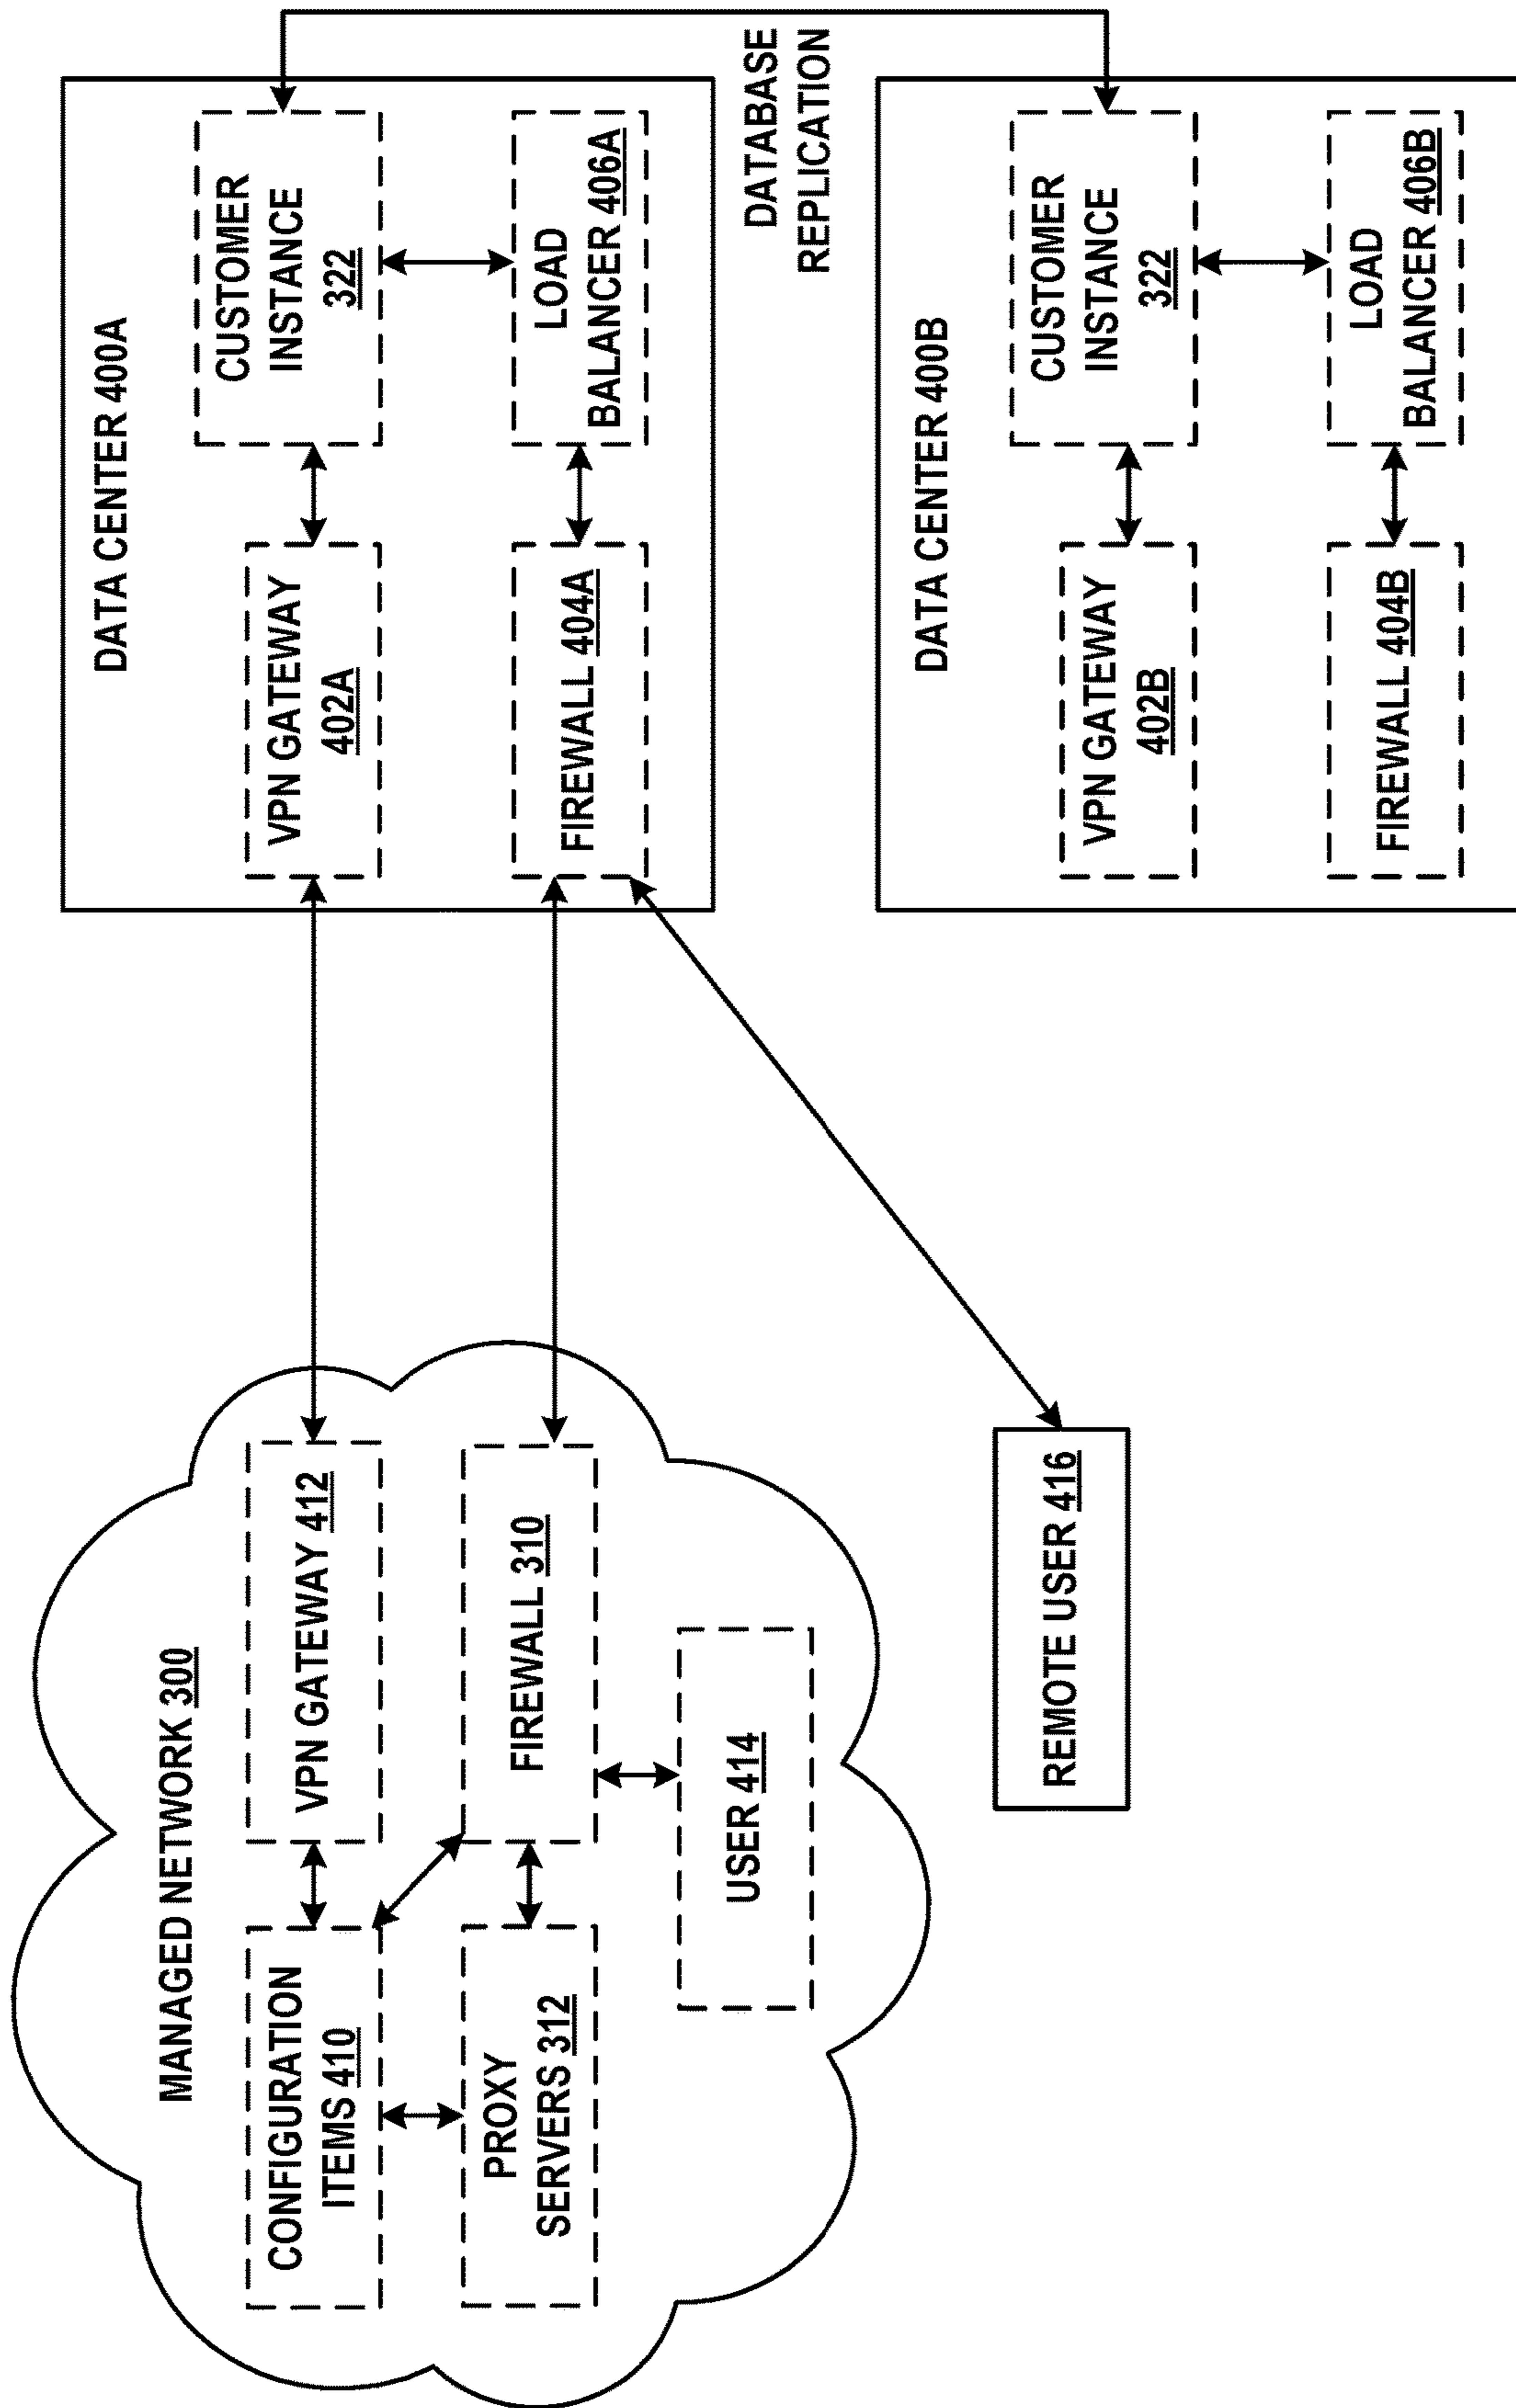 MANAGED NETWORK 300
CONFIGURATION
ITEMS 410
VPN GATEWAY 412
PROXY
SERVERS 312
FIREWALL 310
USER 414
REMOTE USER 416
DATA CENTER 400A
VPN GATEWAY
402A
CUSTOMER
INSTANCE
322
FIREWALL 404A
LOAD
BALANCER 406A
DATABASE
REPLICATION
DATA CENTER 400B
VPN GATEWAY
402B
CUSTOMER
INSTANCE
322
FIREWALL 404B
LOAD
BALANCER 406B